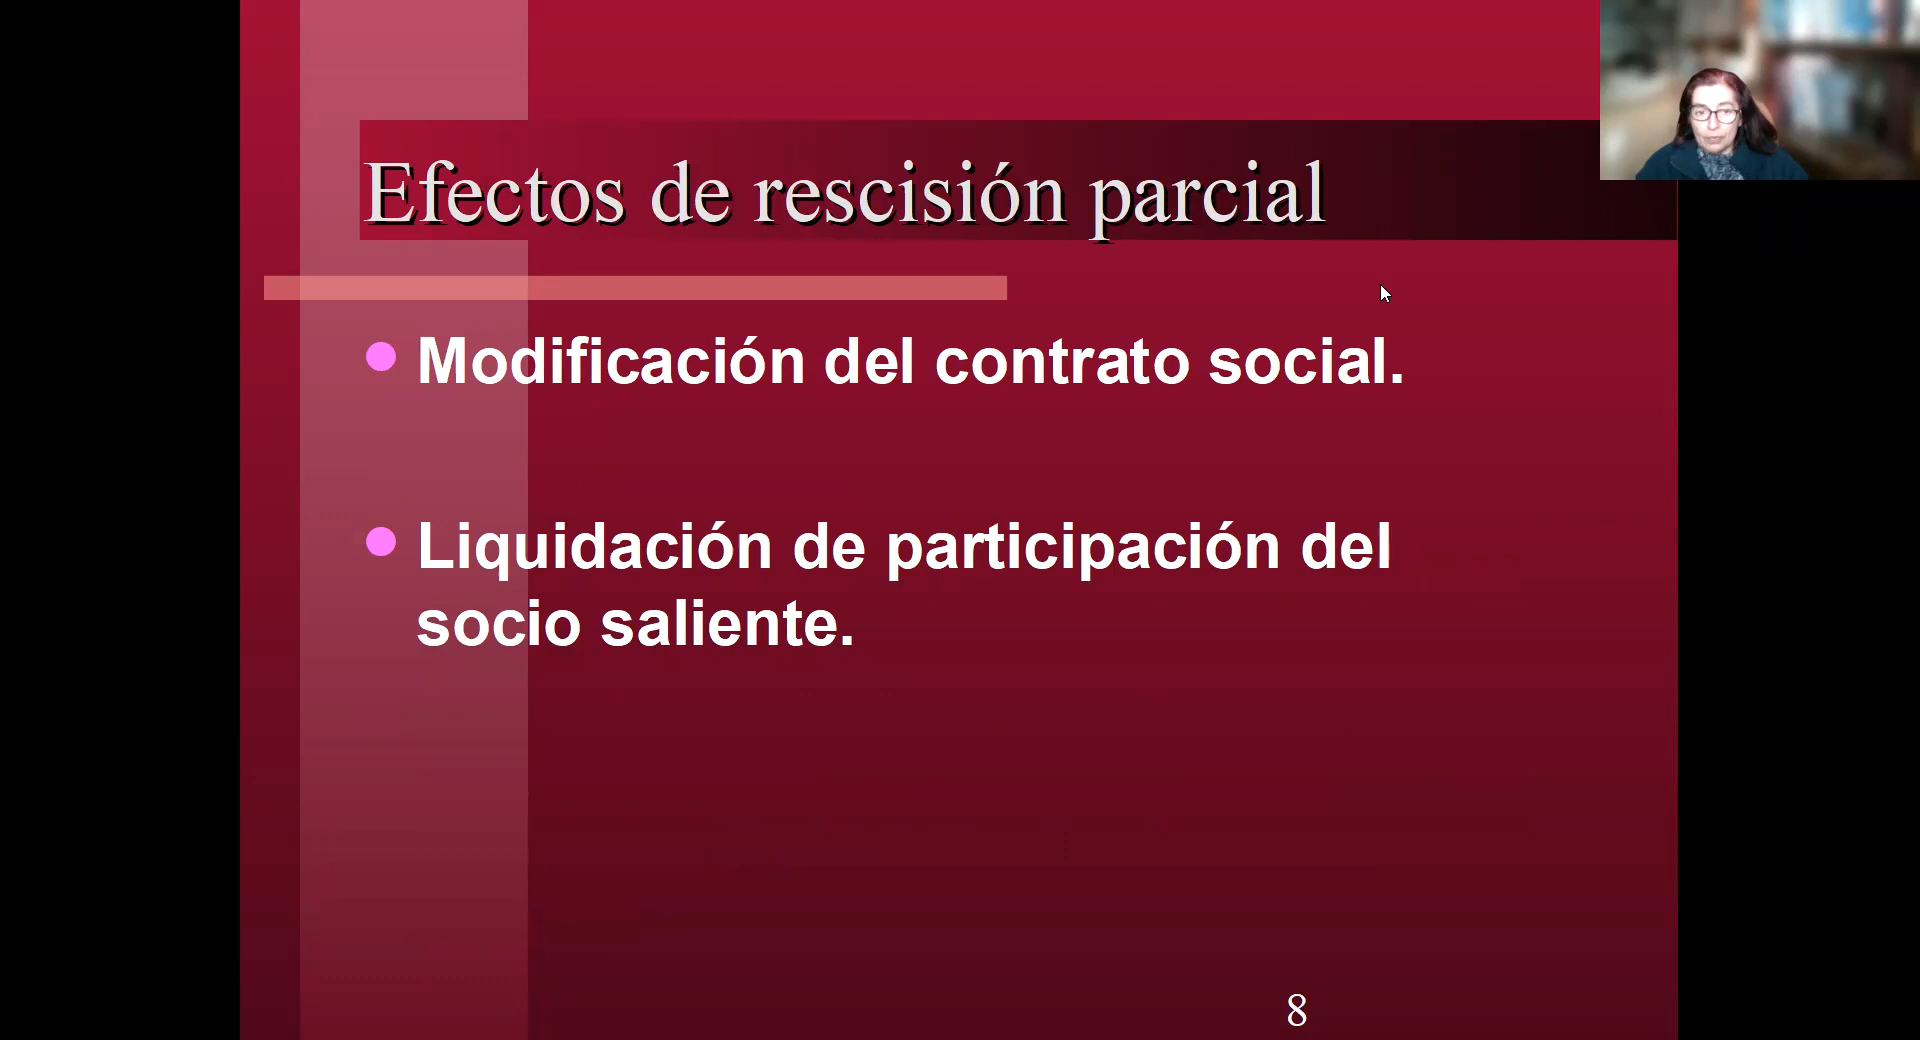 Efectos de rescisión parcial
Modificación del contrato social.
Liquidación de participación del
socio saliente.
8